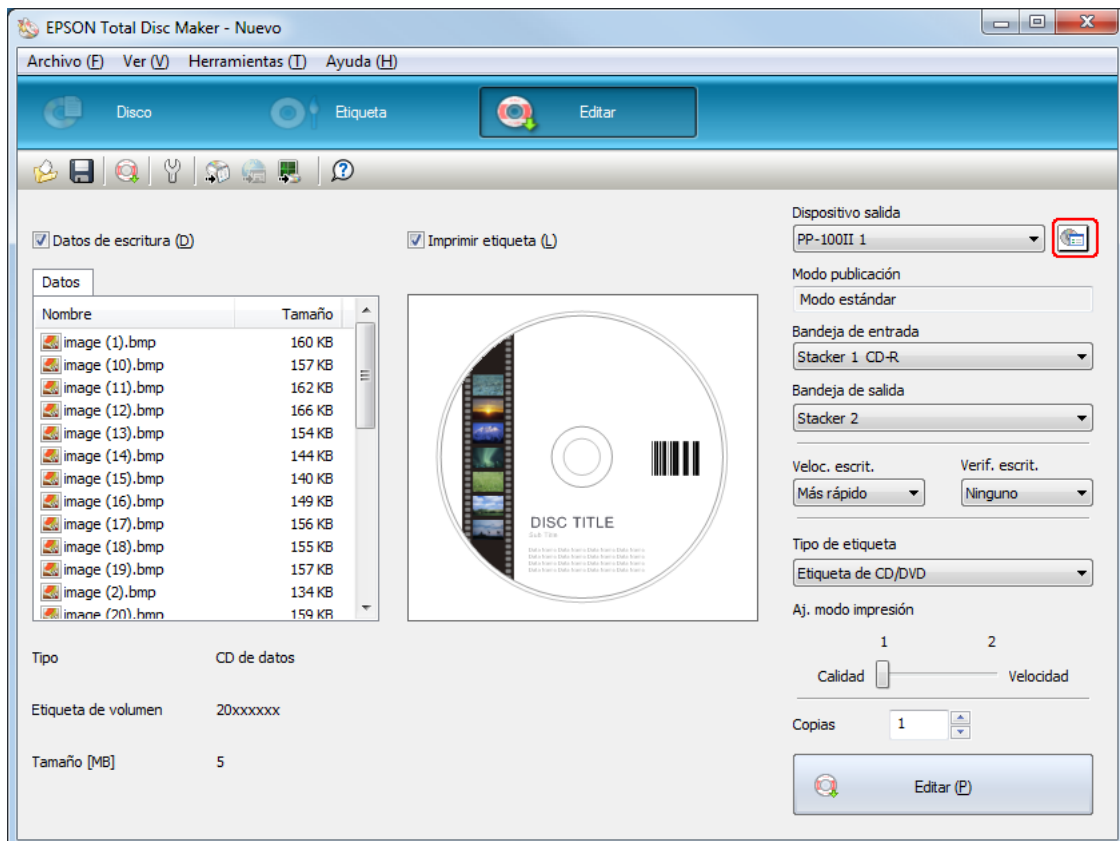 EPSON Total Disc Maker - Nuevo
Archivo (F) Ver (V) Herramientas (T) Ayuda (H)
Disco Etiqueta Editar
Datos de escritura (D)
Imprimir etiqueta (L)
Datos
Nombre Tamaño
image (1).bmp 160 KB
image (10).bmp 157 KB
image (11).bmp 162 KB
image (12).bmp 166 KB
image (13).bmp 154 KB
image (14).bmp 144 KB
image (15).bmp 140 KB
image (16).bmp 149 KB
image (17).bmp 156 KB
image (18).bmp 155 KB
image (19).bmp 157 KB
image (2).bmp 134 KB
image (20).bmp 159 KB
DISC TITLE
Sub Title
Tipo CD de datos
Etiqueta de volumen 20xxxxxx
Tamaño [MB] 5
Dispositivo salida
PP-100II 1
Modo publicación
Modo estándar
Bandeja de entrada
Stacker 1 CD-R
Bandeja de salida
Stacker 2
Veloc. escrit. Verif. escrit.
Más rápido Ninguno
Tipo de etiqueta
Etiqueta de CD/DVD
Aj. modo impresión
1 2
Calidad Velocidad
Copias 1
Editar (P)